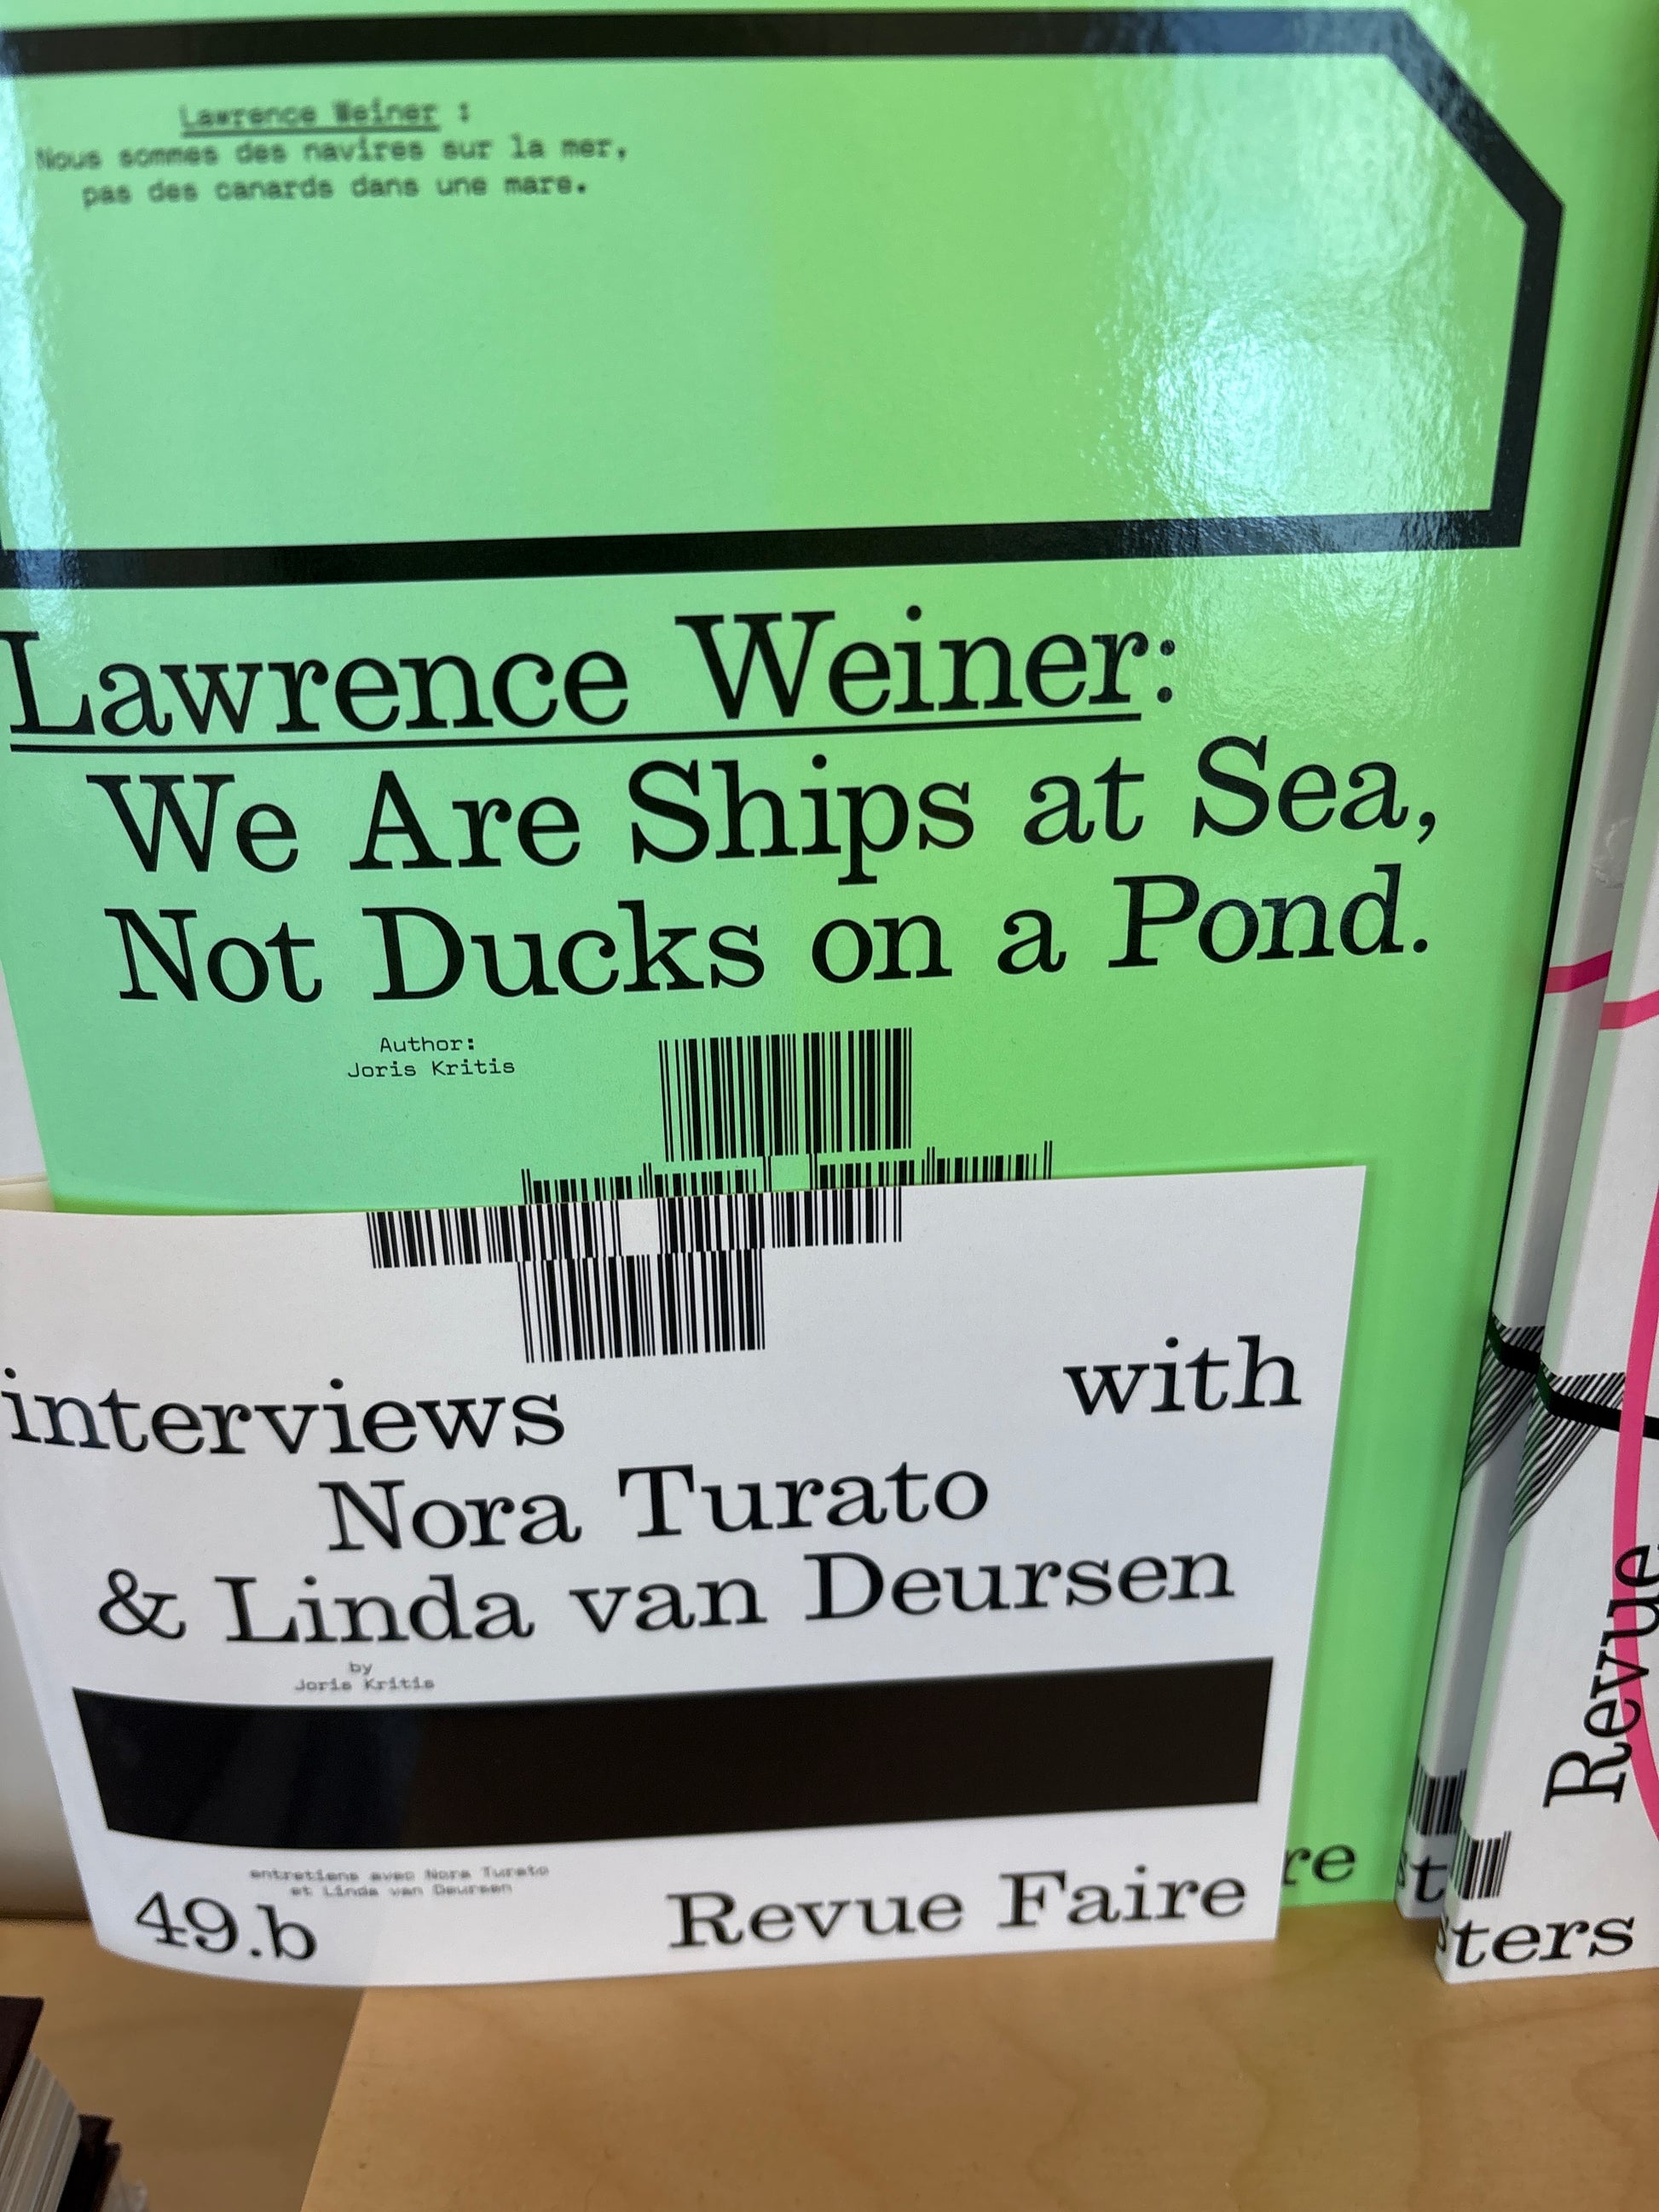 Lawrence Weiner :
Nous sommes des navires sur la mer,
pas des canards dans une mare.
Lawrence Weiner:
We Are Ships at Sea,
Not Ducks on a Pond.
Author:
Joris Kritis
interviews with
Nora Turato
& Linda van Deursen
by
Joris Kritis
entretiens avec Nora Turato
et Linda van Deursen
49.b Revue Faire
re
st
sters
Revue